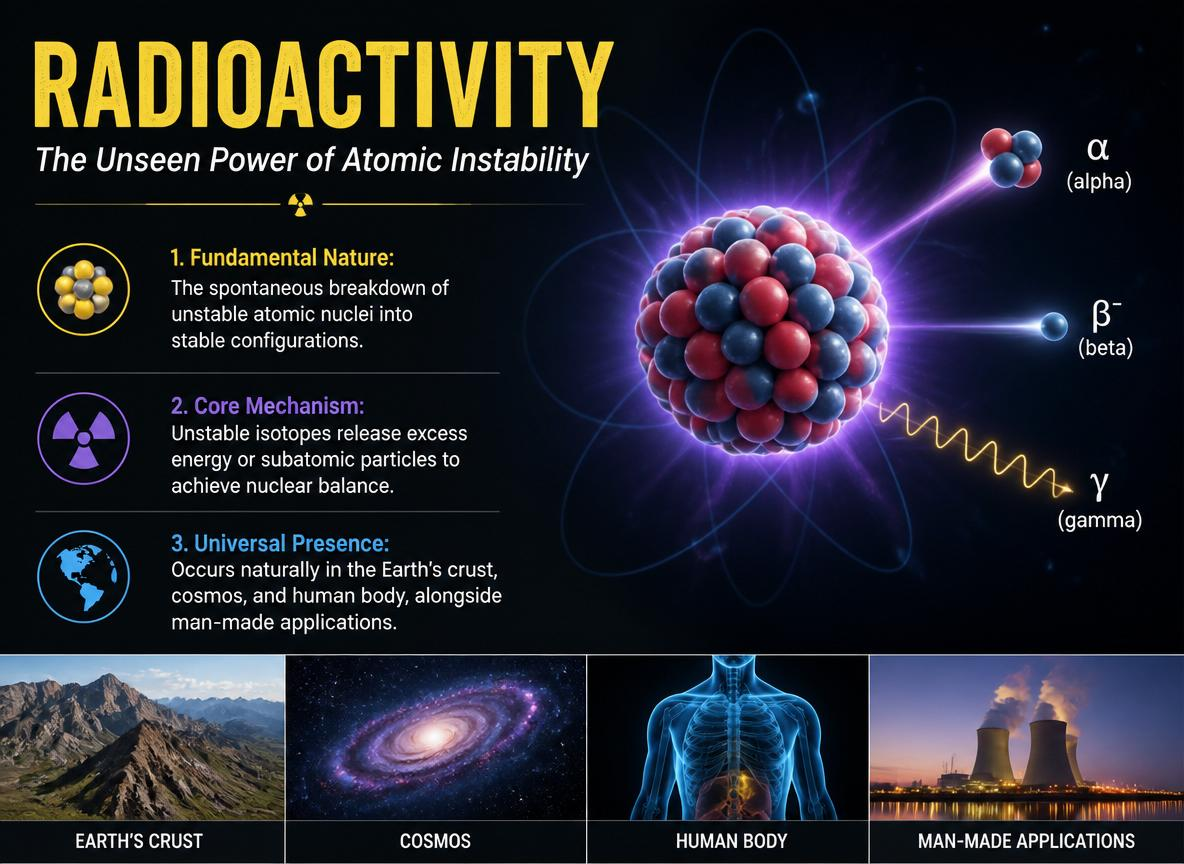 RADIOACTIVITY
The Unseen Power of Atomic Instability
1. Fundamental Nature:
The spontaneous breakdown of
unstable atomic nuclei into
stable configurations.
2. Core Mechanism:
Unstable isotopes release excess
energy or subatomic particles to
achieve nuclear balance.
3. Universal Presence:
Occurs naturally in the Earth's crust,
cosmos, and human body, alongside
man-made applications.
α
(alpha)
β⁻
(beta)
γ
(gamma)
EARTH'S CRUST
COSMOS
HUMAN BODY
MAN-MADE APPLICATIONS